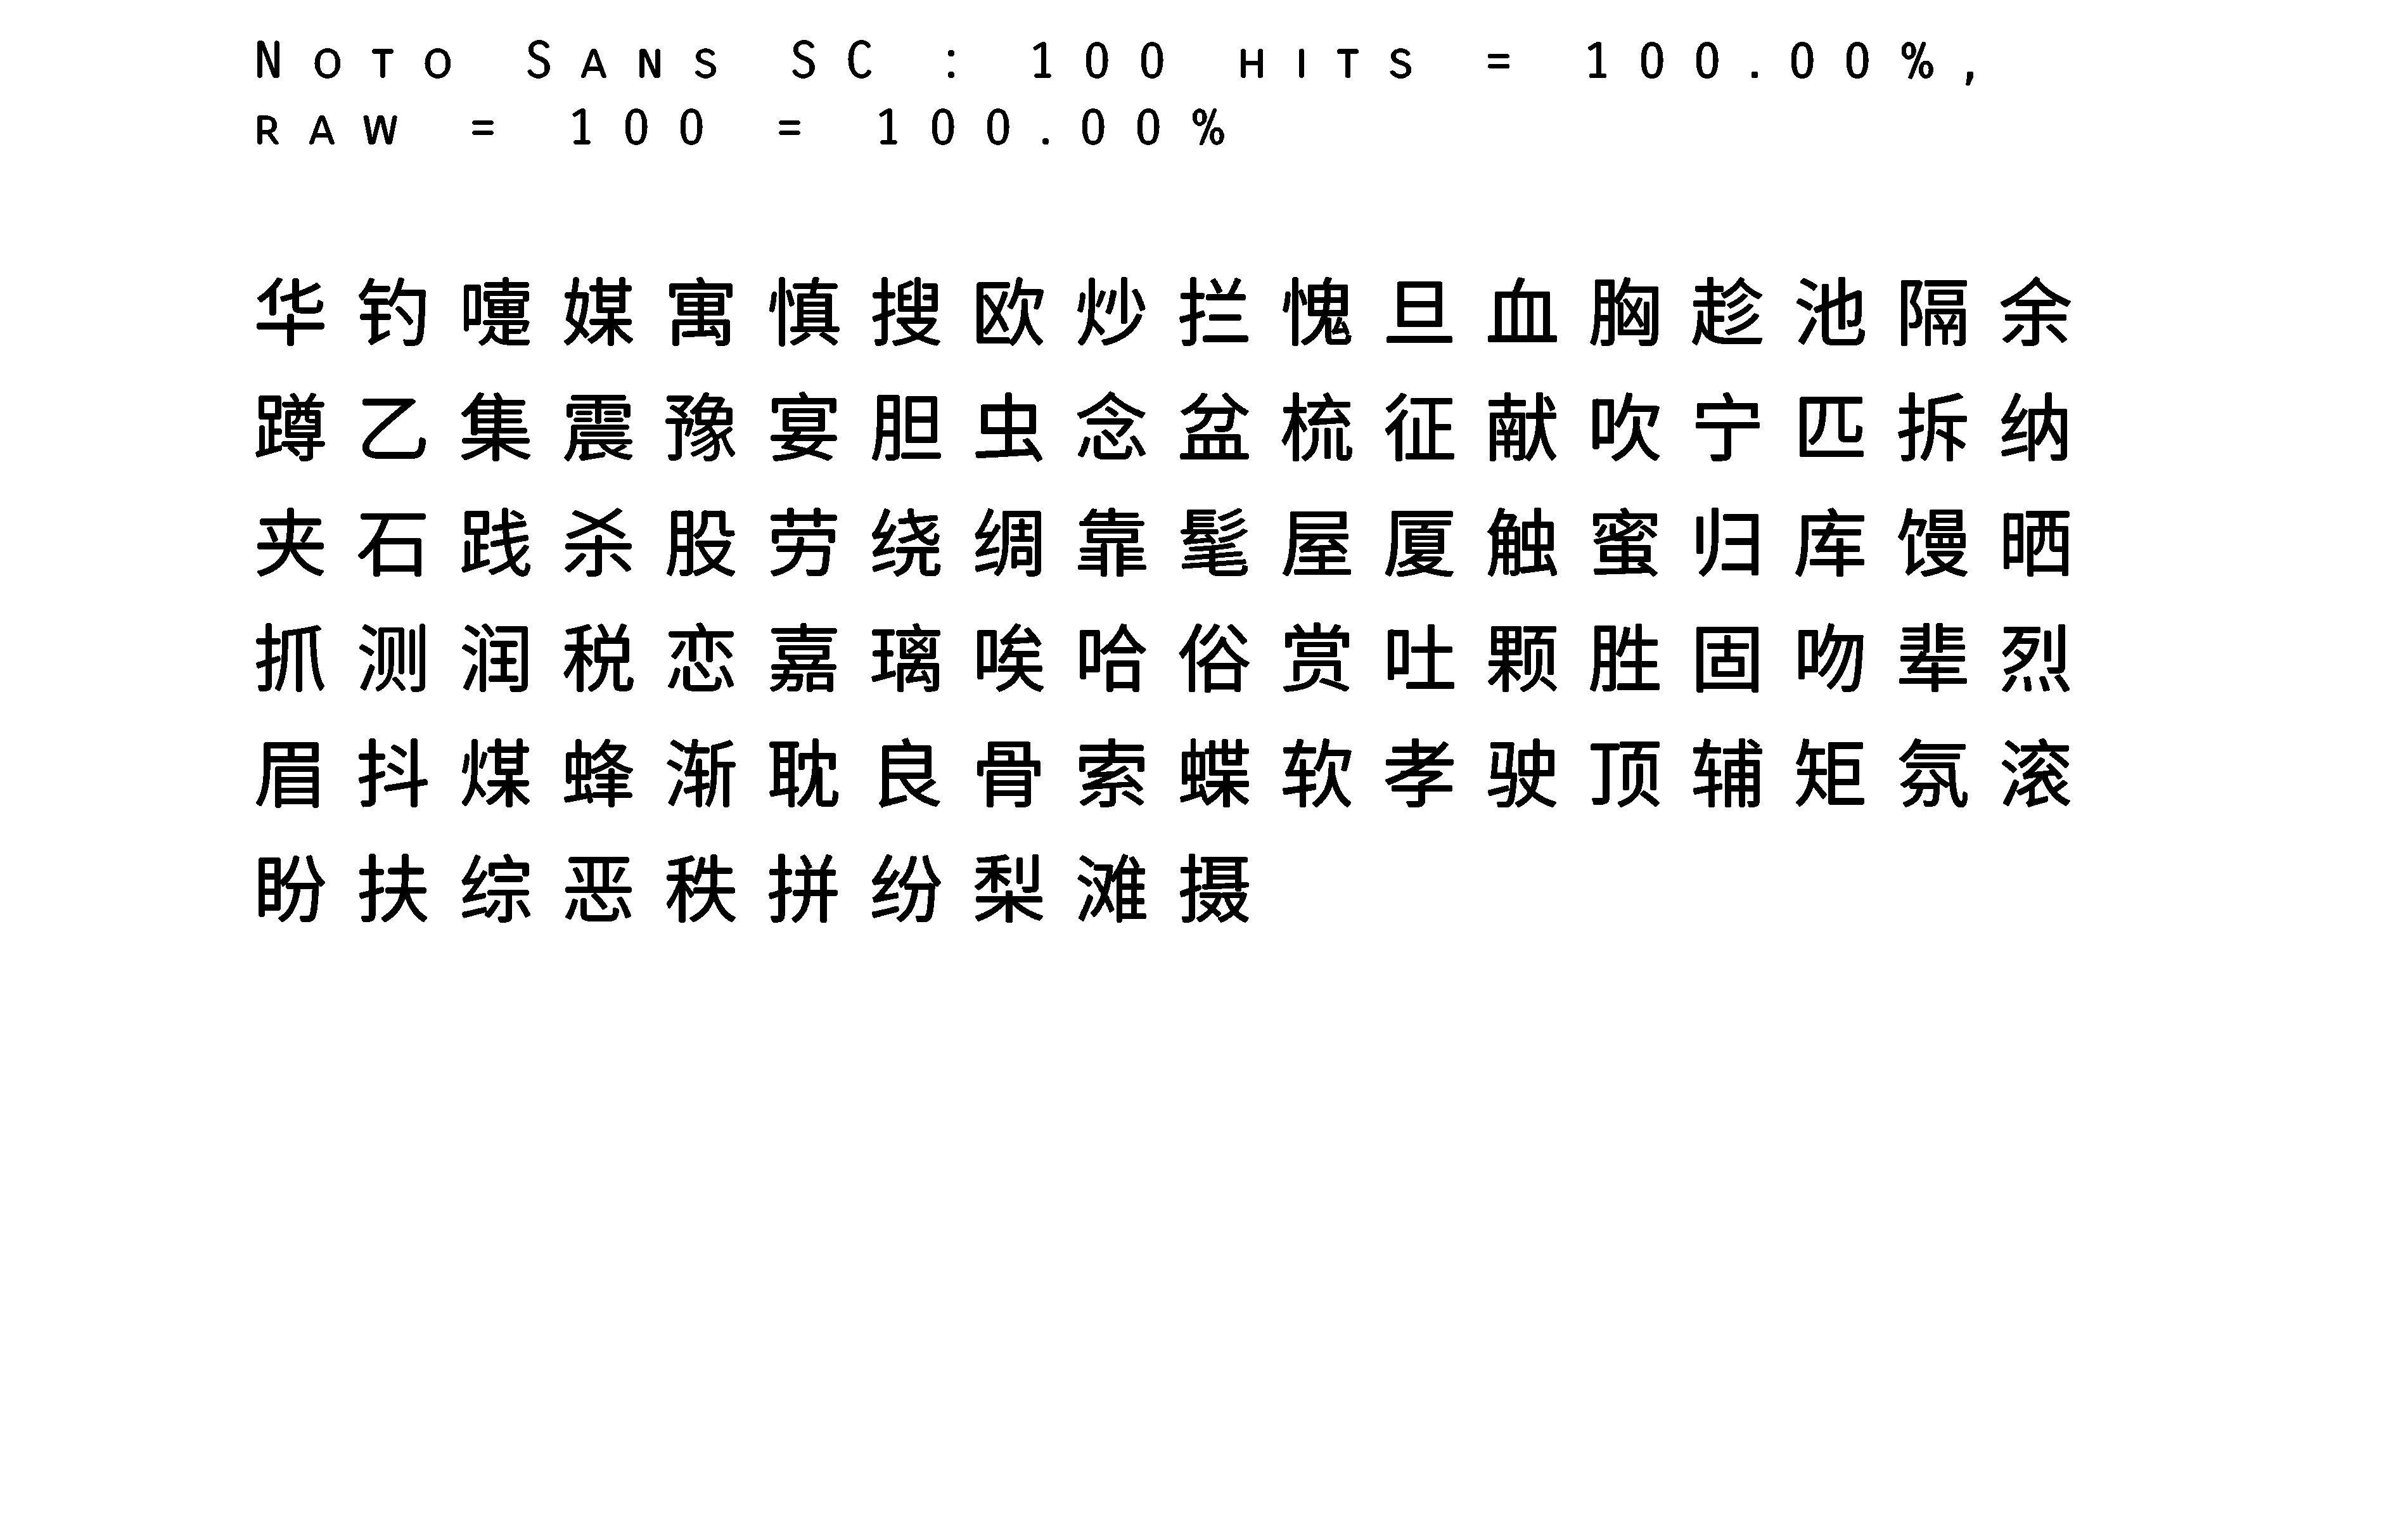 Noto Sans SC : 100 hits = 100.00%,
raw = 100 = 100.00%
华钓嚏媒寓慎搜欧炒拦愧旦血胸趁池隔余
蹲乙集震豫宴胆虫念盆梳征献吹宁匹拆纳
夹石践杀股劳绕绸靠髦屋厦触蜜归库馒晒
抓测润税恋嘉璃唉哈俗赏吐颗胜固吻辈烈
眉抖煤蜂渐耽良骨索蝶软孝驶顶辅矩氛滚
盼扶综恶秩拼纷梨滩摄